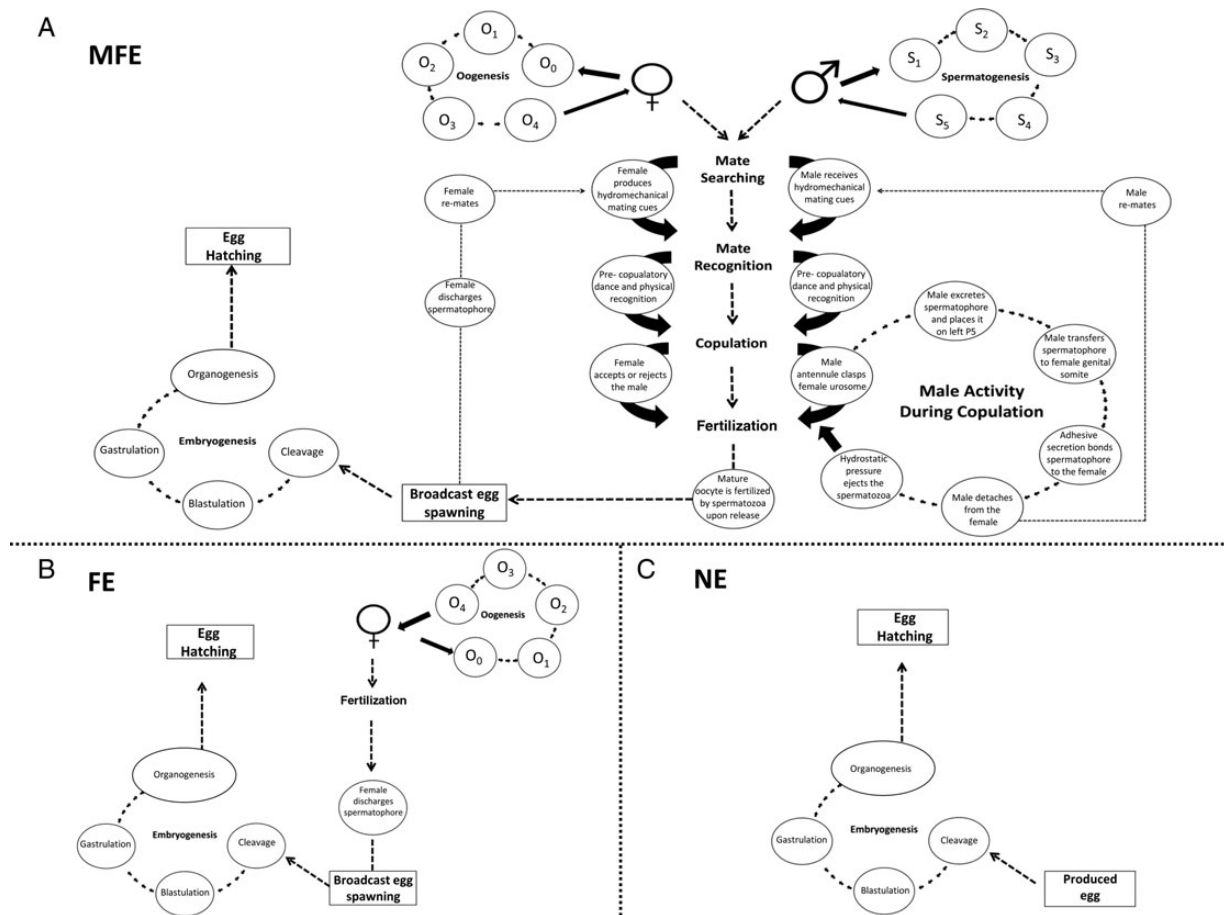 A
MFE
O1
O2
O0
Oogenesis
O3
O4
S2
S1
S3
Spermatogenesis
S5
S4
Mate
Searching
Female
produces
hydromechanical
mating cues
Male receives
hydromechanical
mating cues
Female
re-mates
Male
re-mates
Egg
Hatching
Mate
Recognition
Pre- copualatory
dance and physical
recognition
Pre- copulatory
dance and physical
recognition
Female
discharges
spermatophore
Male excretes
spermatophore
and places it
on left P5
Copulation
Male transfers
spermatophore
to female genital
somite
Female
accepts or rejects
the male
Male
antennule clasps
female urosome
Organogenesis
Male Activity
During Copulation
Fertilization
Gastrulation
Embryogenesis
Cleavage
Adhesive
secretion bonds
spermatophore
to the female
Hydrostatic
pressure
ejects the
spermatozoa
Blastulation
Broadcast egg
spawning
Mature
oocyte is fertilized
by spermatozoa
upon release
Male detaches
from the
female
B
FE
O3
O4
O2
Oogenesis
O0
O1
Egg
Hatching
Fertilization
Organogenesis
Female
discharges
spermatophore
Gastrulation
Embryogenesis
Cleavage
Blastulation
Broadcast egg
spawning
C
NE
Egg
Hatching
Organogenesis
Gastrulation
Embryogenesis
Cleavage
Blastulation
Produced
egg